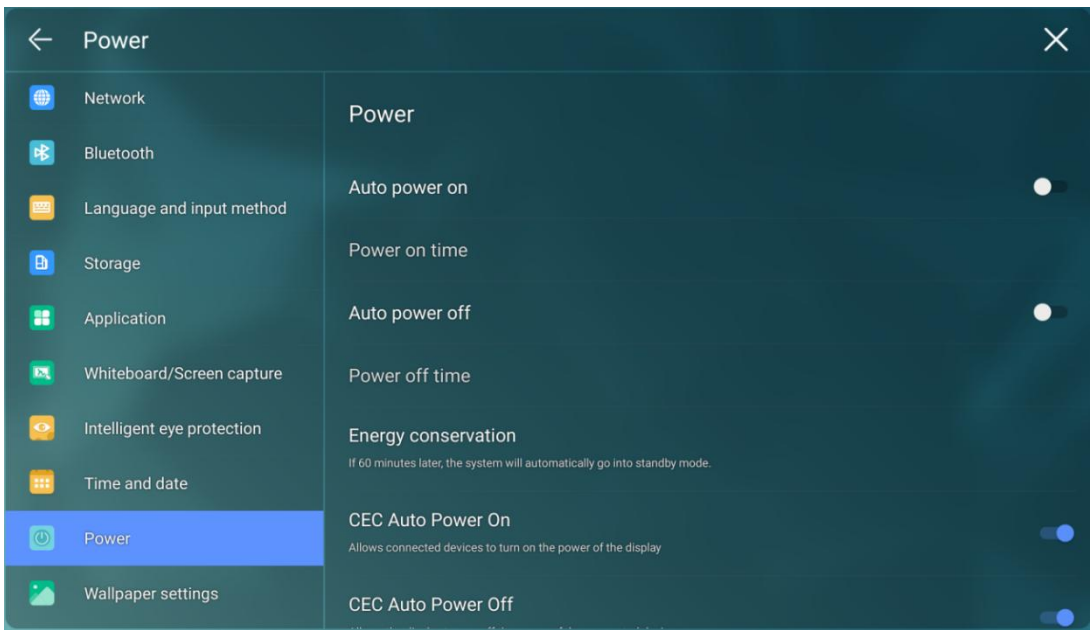 Power
Network
Bluetooth
Language and input method
Storage
Application
Whiteboard/Screen capture
Intelligent eye protection
Time and date
Power
Wallpaper settings
Power
Auto power on
Power on time
Auto power off
Power off time
Energy conservation
If 60 minutes later, the system will automatically go into standby mode.
CEC Auto Power On
Allows connected devices to turn on the power of the display
CEC Auto Power Off